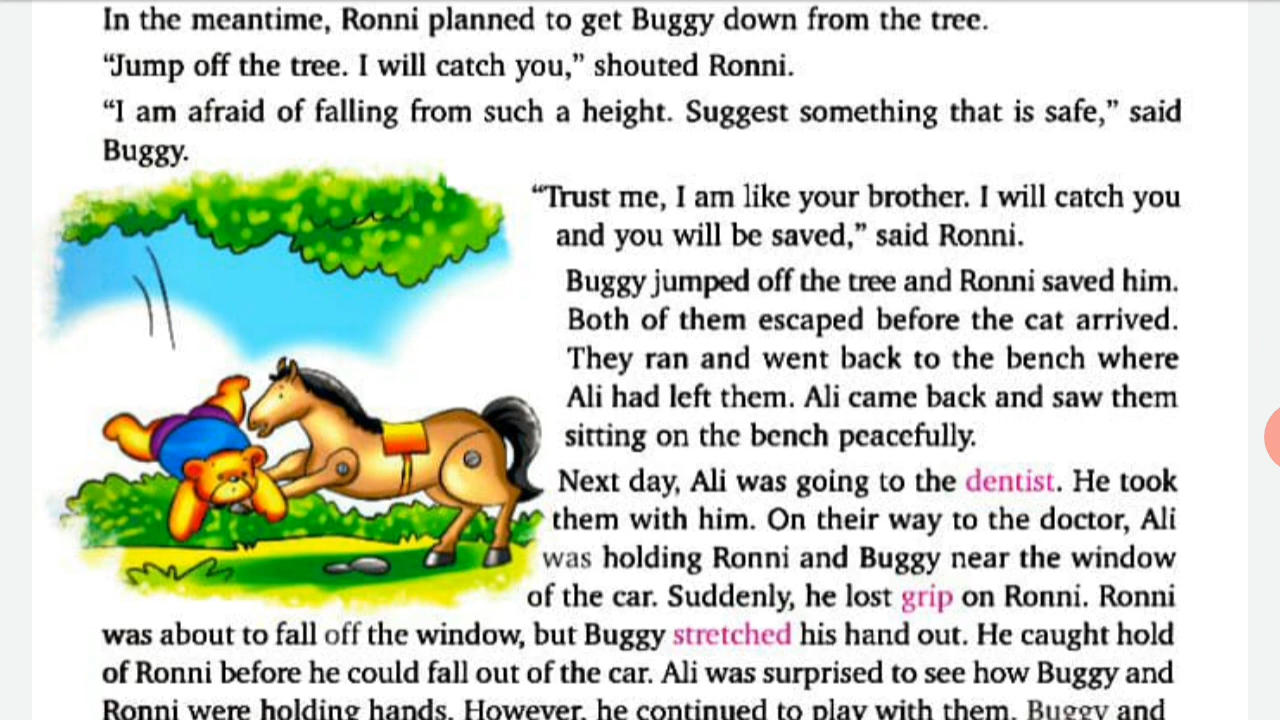 In the meantime, Ronni planned to get Buggy down from the tree.
“Jump off the tree. I will catch you,” shouted Ronni.
“I am afraid of falling from such a height. Suggest something that is safe,” said
Buggy.
“Trust me, I am like your brother. I will catch you
and you will be saved,” said Ronni.
Buggy jumped off the tree and Ronni saved him.
Both of them escaped before the cat arrived.
They ran and went back to the bench where
Ali had left them. Ali came back and saw them
sitting on the bench peacefully.
Next day, Ali was going to the dentist. He took
them with him. On their way to the doctor, Ali
was holding Ronni and Buggy near the window
of the car. Suddenly, he lost grip on Ronni. Ronni
was about to fall off the window, but Buggy stretched his hand out. He caught hold
of Ronni before he could fall out of the car. Ali was surprised to see how Buggy and
Ronni were holding hands. However, he continued to play with them. Buggy and